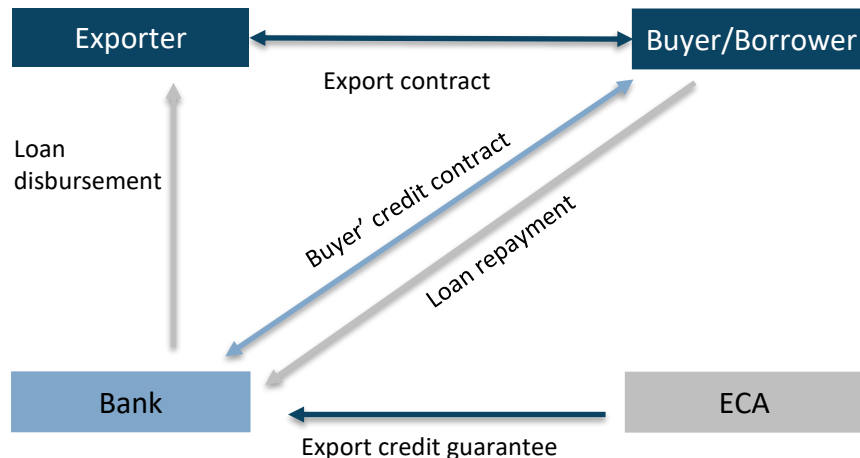 Exporter
Buyer/Borrower
Export contract
Loan
disbursement
Buyer' credit contract
Loan repayment
Bank
ECA
Export credit guarantee